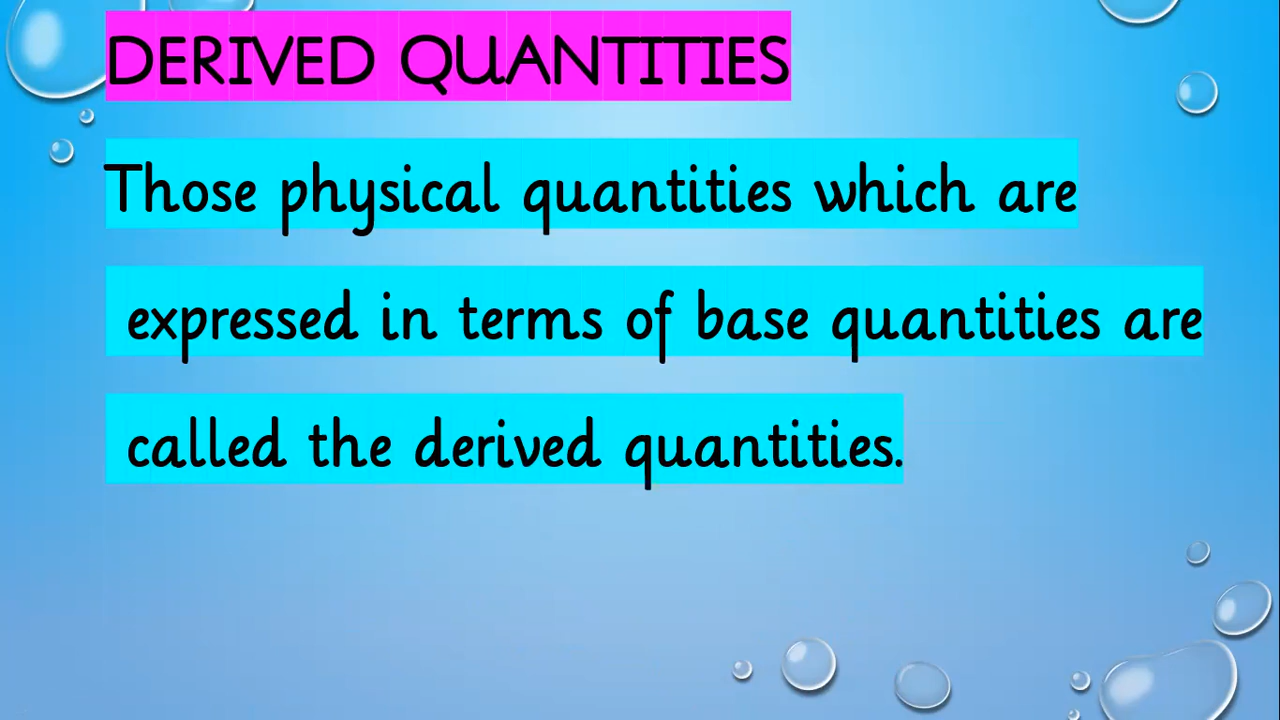 DERIVED QUANTITIES
Those physical quantities which are
expressed in terms of base quantities are
called the derived quantities.